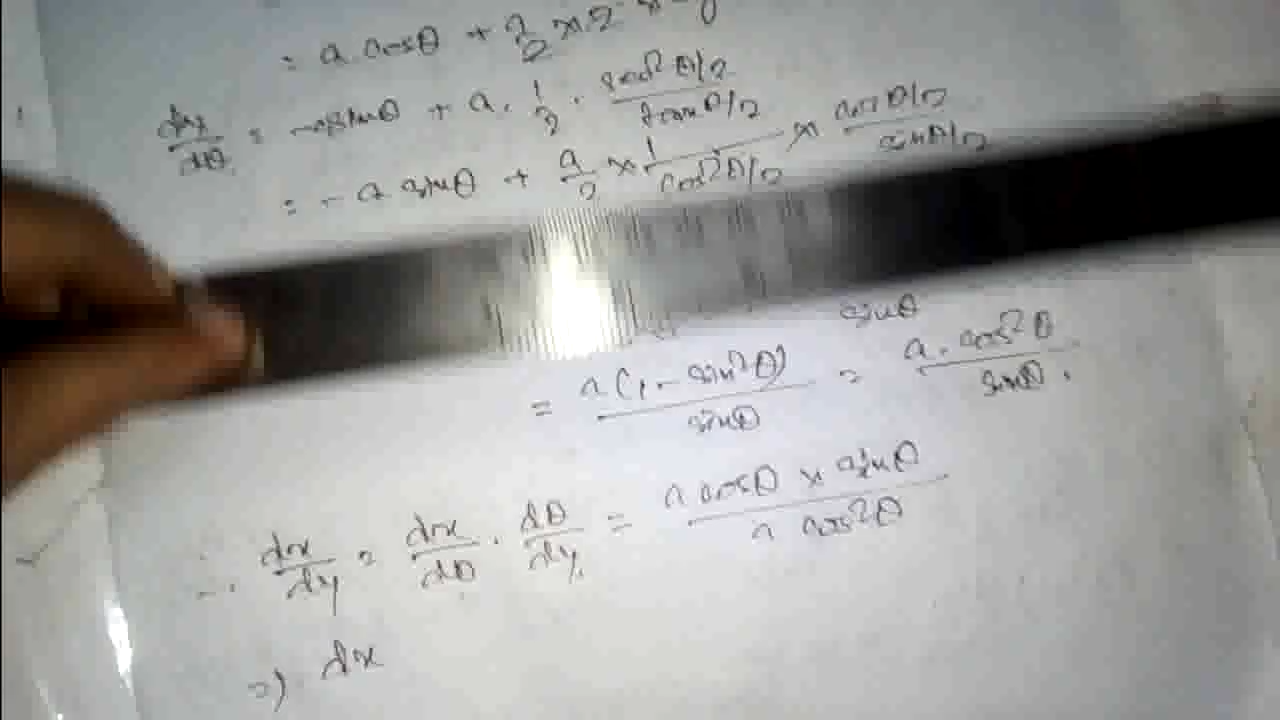 = a cosθ + a/2 × 2
dx/dθ = -a sinθ + a · 1/2 · sec²θ/2 / tanθ/2
= - a sinθ + a/2 × 1/cos²θ/2 × cosθ/2 / sinθ/2
sinθ
= a(1 - sin²θ) / sinθ = a · cos²θ / sinθ .
∴ dx/dy = dx/dθ · dθ/dy = a cosθ × sinθ / a cos²θ
=) dx